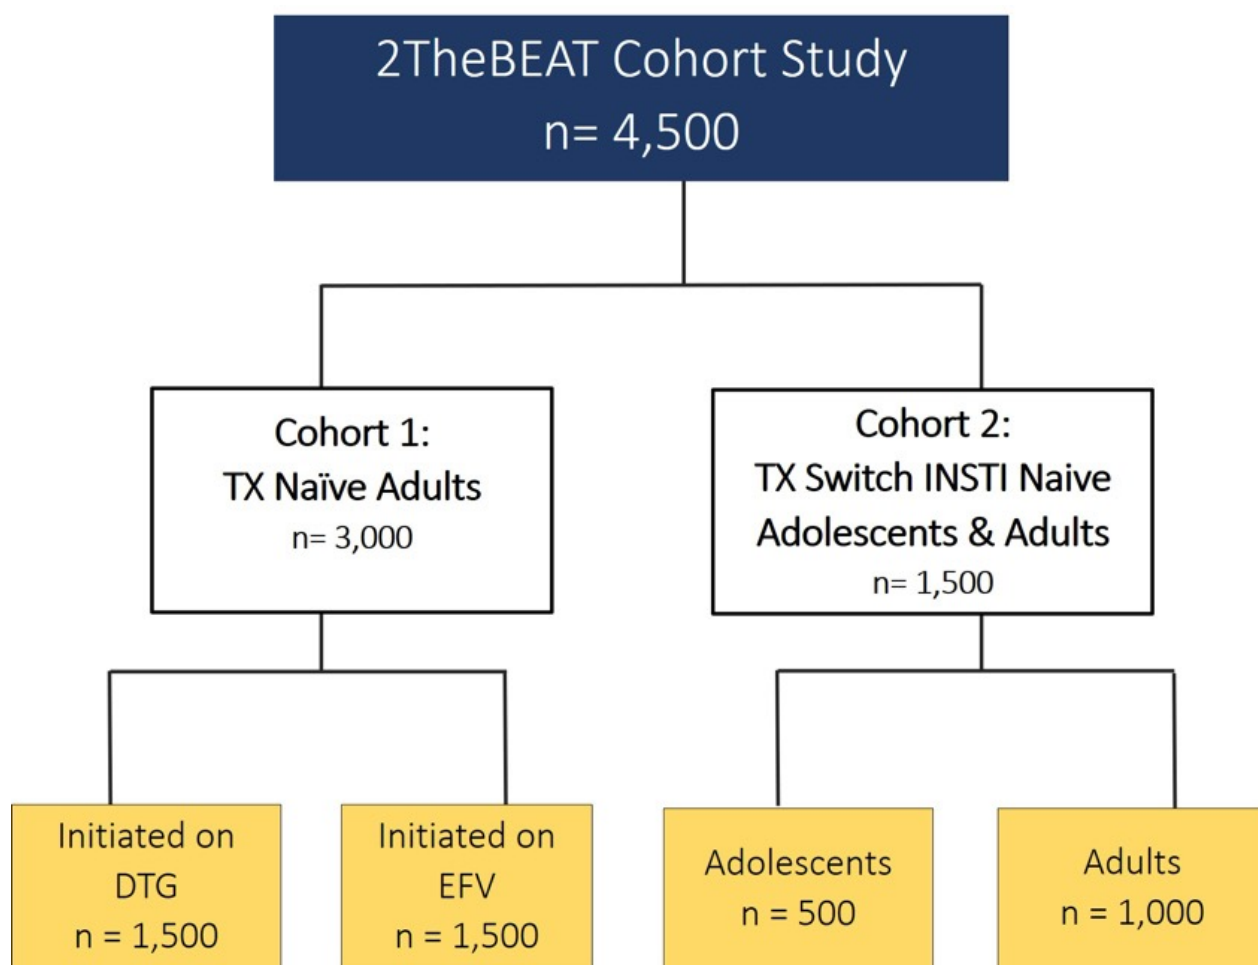 2TheBEAT Cohort Study
n= 4,500
Cohort 1:
TX Naïve Adults
n= 3,000
Cohort 2:
TX Switch INSTI Naive
Adolescents & Adults
n= 1,500
Initiated on
DTG
n = 1,500
Initiated on
EFV
n = 1,500
Adolescents
n = 500
Adults
n = 1,000